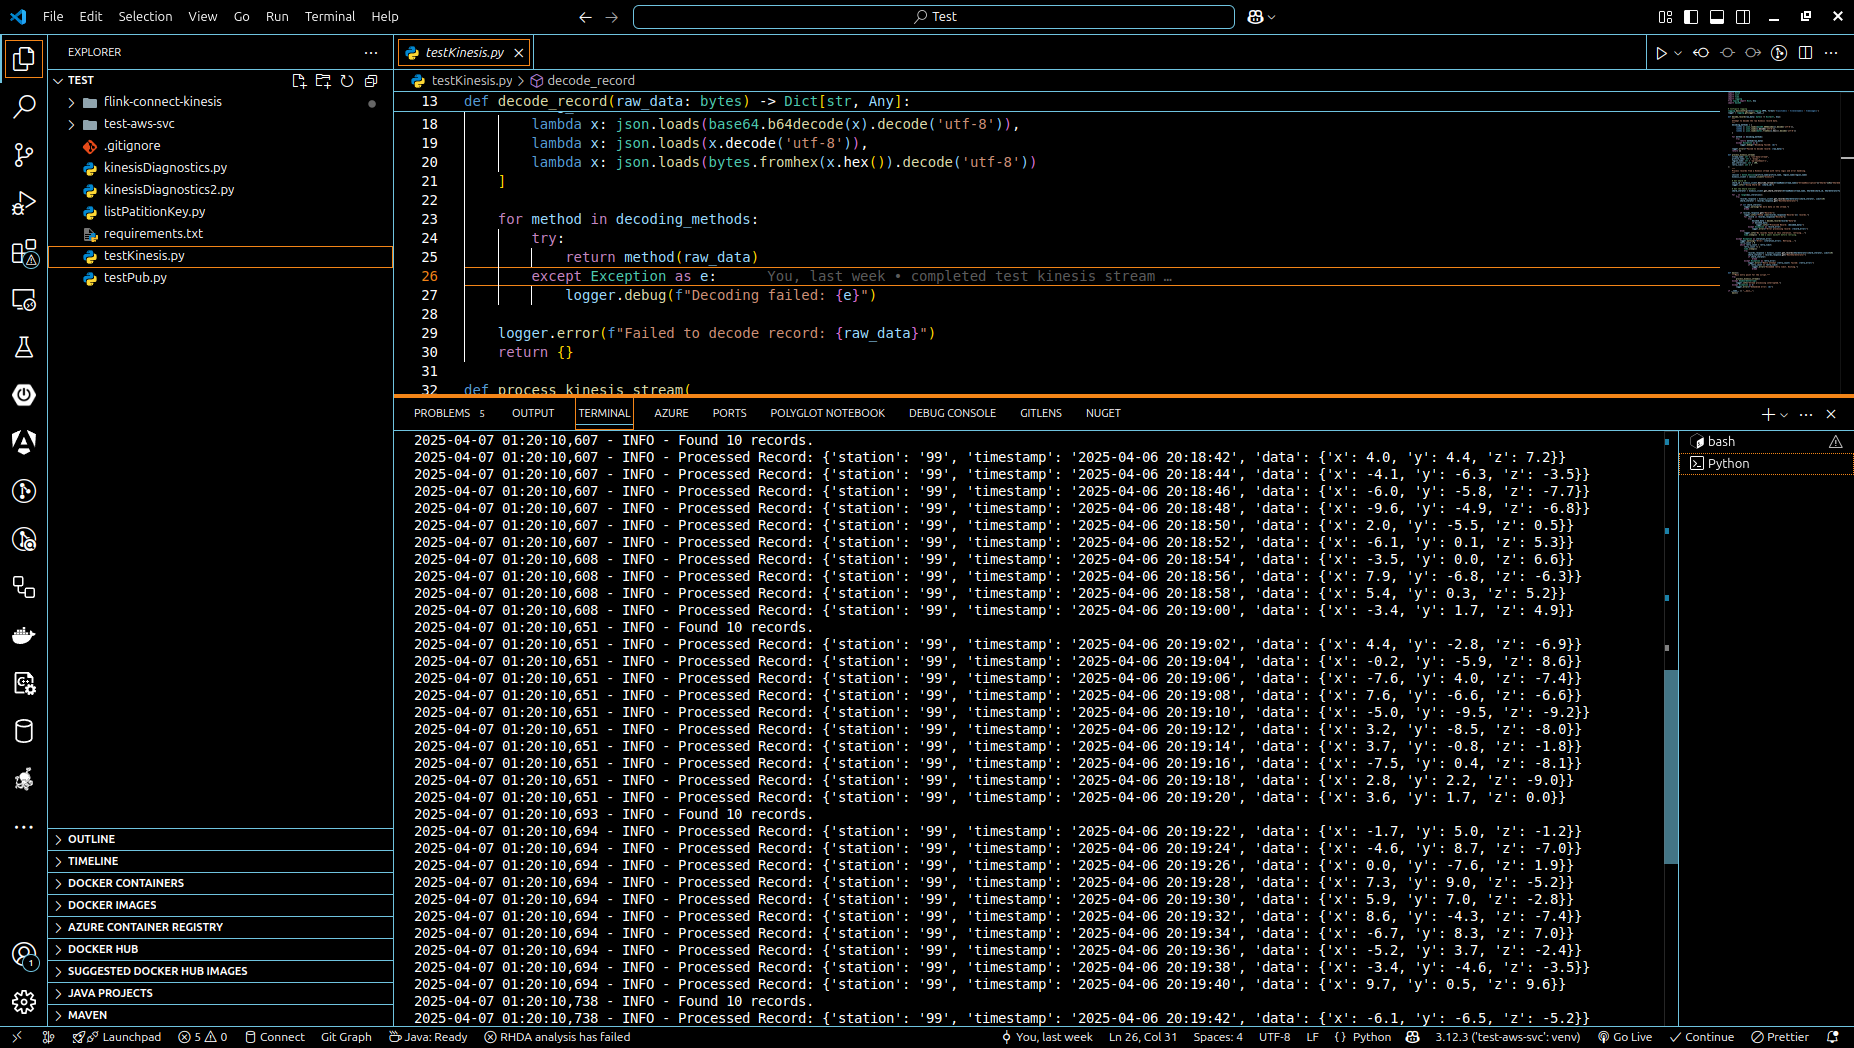 File Edit Selection View Go Run Terminal Help
Test
EXPLORER
TEST
flink-connect-kinesis
test-aws-svc
.gitignore
kinesisDiagnostics.py
kinesisDiagnostics2.py
listPatitionKey.py
requirements.txt
testKinesis.py
testPub.py
OUTLINE
TIMELINE
DOCKER CONTAINERS
DOCKER IMAGES
AZURE CONTAINER REGISTRY
DOCKER HUB
SUGGESTED DOCKER HUB IMAGES
JAVA PROJECTS
MAVEN
1
testKinesis.py
testKinesis.py > decode_record
13 def decode_record(raw_data: bytes) -> Dict[str, Any]:
18 lambda x: json.loads(base64.b64decode(x).decode('utf-8')),
19 lambda x: json.loads(x.decode('utf-8')),
20 lambda x: json.loads(bytes.fromhex(x.hex()).decode('utf-8'))
21 ]
22
23 for method in decoding_methods:
24 try:
25 return method(raw_data)
26 except Exception as e: You, last week • completed test kinesis stream …
27 logger.debug(f"Decoding failed: {e}")
28
29 logger.error(f"Failed to decode record: {raw_data}")
30 return {}
31
32 def process_kinesis_stream(
PROBLEMS 5 OUTPUT TERMINAL AZURE PORTS POLYGLOT NOTEBOOK DEBUG CONSOLE GITLENS NUGET
bash
Python
2025-04-07 01:20:10,607 - INFO - Found 10 records.
2025-04-07 01:20:10,607 - INFO - Processed Record: {'station': '99', 'timestamp': '2025-04-06 20:18:42', 'data': {'x': 4.0, 'y': 4.4, 'z': 7.2}}
2025-04-07 01:20:10,607 - INFO - Processed Record: {'station': '99', 'timestamp': '2025-04-06 20:18:44', 'data': {'x': -4.1, 'y': -6.3, 'z': -3.5}}
2025-04-07 01:20:10,607 - INFO - Processed Record: {'station': '99', 'timestamp': '2025-04-06 20:18:46', 'data': {'x': -6.0, 'y': -5.8, 'z': -7.7}}
2025-04-07 01:20:10,607 - INFO - Processed Record: {'station': '99', 'timestamp': '2025-04-06 20:18:48', 'data': {'x': -9.6, 'y': -4.9, 'z': -6.8}}
2025-04-07 01:20:10,607 - INFO - Processed Record: {'station': '99', 'timestamp': '2025-04-06 20:18:50', 'data': {'x': 2.0, 'y': -5.5, 'z': 0.5}}
2025-04-07 01:20:10,607 - INFO - Processed Record: {'station': '99', 'timestamp': '2025-04-06 20:18:52', 'data': {'x': -6.1, 'y': 0.1, 'z': 5.3}}
2025-04-07 01:20:10,608 - INFO - Processed Record: {'station': '99', 'timestamp': '2025-04-06 20:18:54', 'data': {'x': -3.5, 'y': 0.0, 'z': 6.6}}
2025-04-07 01:20:10,608 - INFO - Processed Record: {'station': '99', 'timestamp': '2025-04-06 20:18:56', 'data': {'x': 7.9, 'y': -6.8, 'z': -6.3}}
2025-04-07 01:20:10,608 - INFO - Processed Record: {'station': '99', 'timestamp': '2025-04-06 20:18:58', 'data': {'x': 5.4, 'y': 0.3, 'z': 5.2}}
2025-04-07 01:20:10,608 - INFO - Processed Record: {'station': '99', 'timestamp': '2025-04-06 20:19:00', 'data': {'x': -3.4, 'y': 1.7, 'z': 4.9}}
2025-04-07 01:20:10,651 - INFO - Found 10 records.
2025-04-07 01:20:10,651 - INFO - Processed Record: {'station': '99', 'timestamp': '2025-04-06 20:19:02', 'data': {'x': 4.4, 'y': -2.8, 'z': -6.9}}
2025-04-07 01:20:10,651 - INFO - Processed Record: {'station': '99', 'timestamp': '2025-04-06 20:19:04', 'data': {'x': -0.2, 'y': -5.9, 'z': 8.6}}
2025-04-07 01:20:10,651 - INFO - Processed Record: {'station': '99', 'timestamp': '2025-04-06 20:19:06', 'data': {'x': -7.6, 'y': 4.0, 'z': -7.4}}
2025-04-07 01:20:10,651 - INFO - Processed Record: {'station': '99', 'timestamp': '2025-04-06 20:19:08', 'data': {'x': 7.6, 'y': -6.6, 'z': -6.6}}
2025-04-07 01:20:10,651 - INFO - Processed Record: {'station': '99', 'timestamp': '2025-04-06 20:19:10', 'data': {'x': -5.0, 'y': -9.5, 'z': -9.2}}
2025-04-07 01:20:10,651 - INFO - Processed Record: {'station': '99', 'timestamp': '2025-04-06 20:19:12', 'data': {'x': 3.2, 'y': -8.5, 'z': -8.0}}
2025-04-07 01:20:10,651 - INFO - Processed Record: {'station': '99', 'timestamp': '2025-04-06 20:19:14', 'data': {'x': 3.7, 'y': -0.8, 'z': -1.8}}
2025-04-07 01:20:10,651 - INFO - Processed Record: {'station': '99', 'timestamp': '2025-04-06 20:19:16', 'data': {'x': -7.5, 'y': 0.4, 'z': -8.1}}
2025-04-07 01:20:10,651 - INFO - Processed Record: {'station': '99', 'timestamp': '2025-04-06 20:19:18', 'data': {'x': 2.8, 'y': 2.2, 'z': -9.0}}
2025-04-07 01:20:10,651 - INFO - Processed Record: {'station': '99', 'timestamp': '2025-04-06 20:19:20', 'data': {'x': 3.6, 'y': 1.7, 'z': 0.0}}
2025-04-07 01:20:10,693 - INFO - Found 10 records.
2025-04-07 01:20:10,694 - INFO - Processed Record: {'station': '99', 'timestamp': '2025-04-06 20:19:22', 'data': {'x': -1.7, 'y': 5.0, 'z': -1.2}}
2025-04-07 01:20:10,694 - INFO - Processed Record: {'station': '99', 'timestamp': '2025-04-06 20:19:24', 'data': {'x': -4.6, 'y': 8.7, 'z': -7.0}}
2025-04-07 01:20:10,694 - INFO - Processed Record: {'station': '99', 'timestamp': '2025-04-06 20:19:26', 'data': {'x': 0.0, 'y': -7.6, 'z': 1.9}}
2025-04-07 01:20:10,694 - INFO - Processed Record: {'station': '99', 'timestamp': '2025-04-06 20:19:28', 'data': {'x': 7.3, 'y': 9.0, 'z': -5.2}}
2025-04-07 01:20:10,694 - INFO - Processed Record: {'station': '99', 'timestamp': '2025-04-06 20:19:30', 'data': {'x': 5.9, 'y': 7.0, 'z': -2.8}}
2025-04-07 01:20:10,694 - INFO - Processed Record: {'station': '99', 'timestamp': '2025-04-06 20:19:32', 'data': {'x': 8.6, 'y': -4.3, 'z': -7.4}}
2025-04-07 01:20:10,694 - INFO - Processed Record: {'station': '99', 'timestamp': '2025-04-06 20:19:34', 'data': {'x': -6.7, 'y': 8.3, 'z': 7.0}}
2025-04-07 01:20:10,694 - INFO - Processed Record: {'station': '99', 'timestamp': '2025-04-06 20:19:36', 'data': {'x': -5.2, 'y': 3.7, 'z': -2.4}}
2025-04-07 01:20:10,694 - INFO - Processed Record: {'station': '99', 'timestamp': '2025-04-06 20:19:38', 'data': {'x': -3.4, 'y': -4.6, 'z': -3.5}}
2025-04-07 01:20:10,694 - INFO - Processed Record: {'station': '99', 'timestamp': '2025-04-06 20:19:40', 'data': {'x': 9.7, 'y': 0.5, 'z': 9.6}}
2025-04-07 01:20:10,738 - INFO - Found 10 records.
2025-04-07 01:20:10,738 - INFO - Processed Record: {'station': '99', 'timestamp': '2025-04-06 20:19:42', 'data': {'x': -6.1, 'y': -6.5, 'z': -5.2}}
Launchpad 5 0 Connect Git Graph Java: Ready RHDA analysis has failed You, last week Ln 26, Col 31 Spaces: 4 UTF-8 LF {} Python 3.12.3 ('test-aws-svc': venv) Go Live Continue Prettier